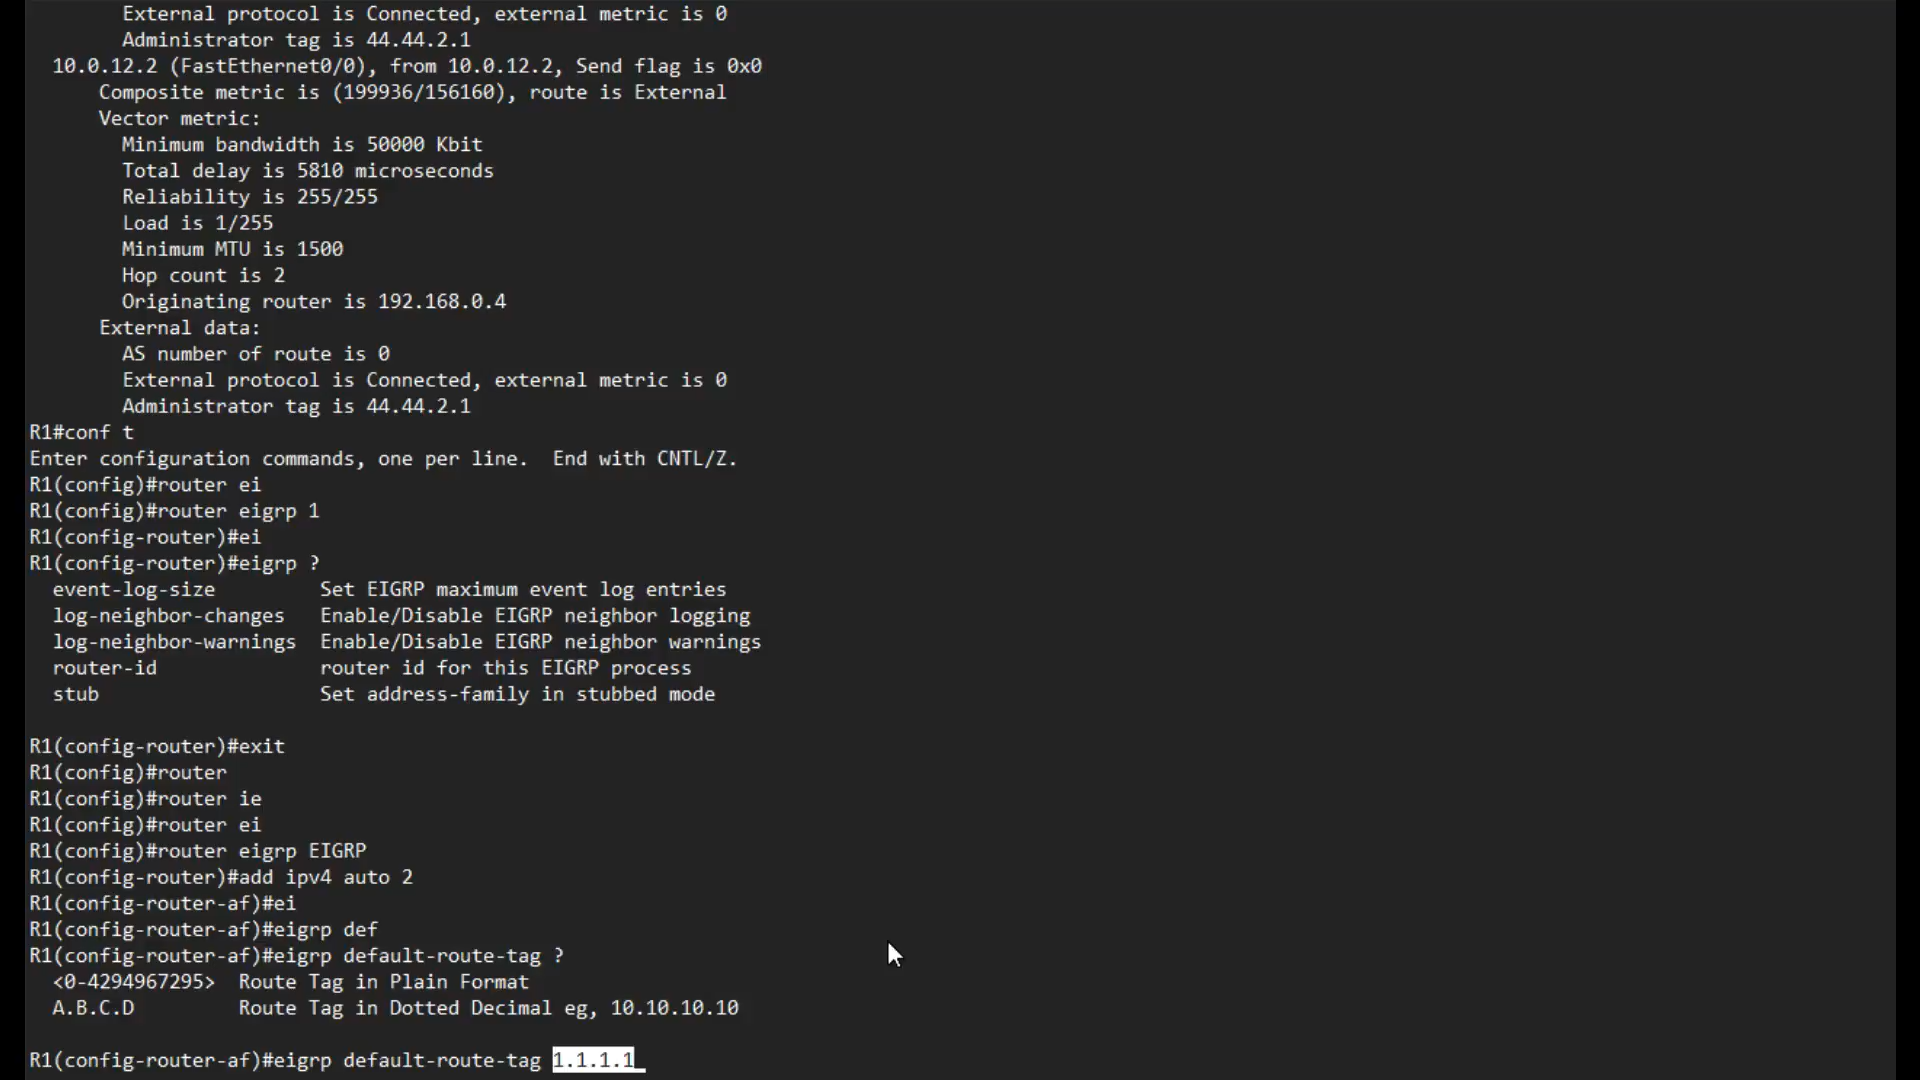 External protocol is Connected, external metric is 0
Administrator tag is 44.44.2.1
10.0.12.2 (FastEthernet0/0), from 10.0.12.2, Send flag is 0x0
Composite metric is (199936/156160), route is External
Vector metric:
Minimum bandwidth is 50000 Kbit
Total delay is 5810 microseconds
Reliability is 255/255
Load is 1/255
Minimum MTU is 1500
Hop count is 2
Originating router is 192.168.0.4
External data:
AS number of route is 0
External protocol is Connected, external metric is 0
Administrator tag is 44.44.2.1
R1#conf t
Enter configuration commands, one per line.  End with CNTL/Z.
R1(config)#router ei
R1(config)#router eigrp 1
R1(config-router)#ei
R1(config-router)#eigrp ?
event-log-size         Set EIGRP maximum event log entries
log-neighbor-changes   Enable/Disable EIGRP neighbor logging
log-neighbor-warnings  Enable/Disable EIGRP neighbor warnings
router-id              router id for this EIGRP process
stub                   Set address-family in stubbed mode
R1(config-router)#exit
R1(config)#router
R1(config)#router ie
R1(config)#router ei
R1(config)#router eigrp EIGRP
R1(config-router)#add ipv4 auto 2
R1(config-router-af)#ei
R1(config-router-af)#eigrp def
R1(config-router-af)#eigrp default-route-tag ?
<0-4294967295>  Route Tag in Plain Format
A.B.C.D         Route Tag in Dotted Decimal eg, 10.10.10.10
R1(config-router-af)#eigrp default-route-tag 1.1.1.1_